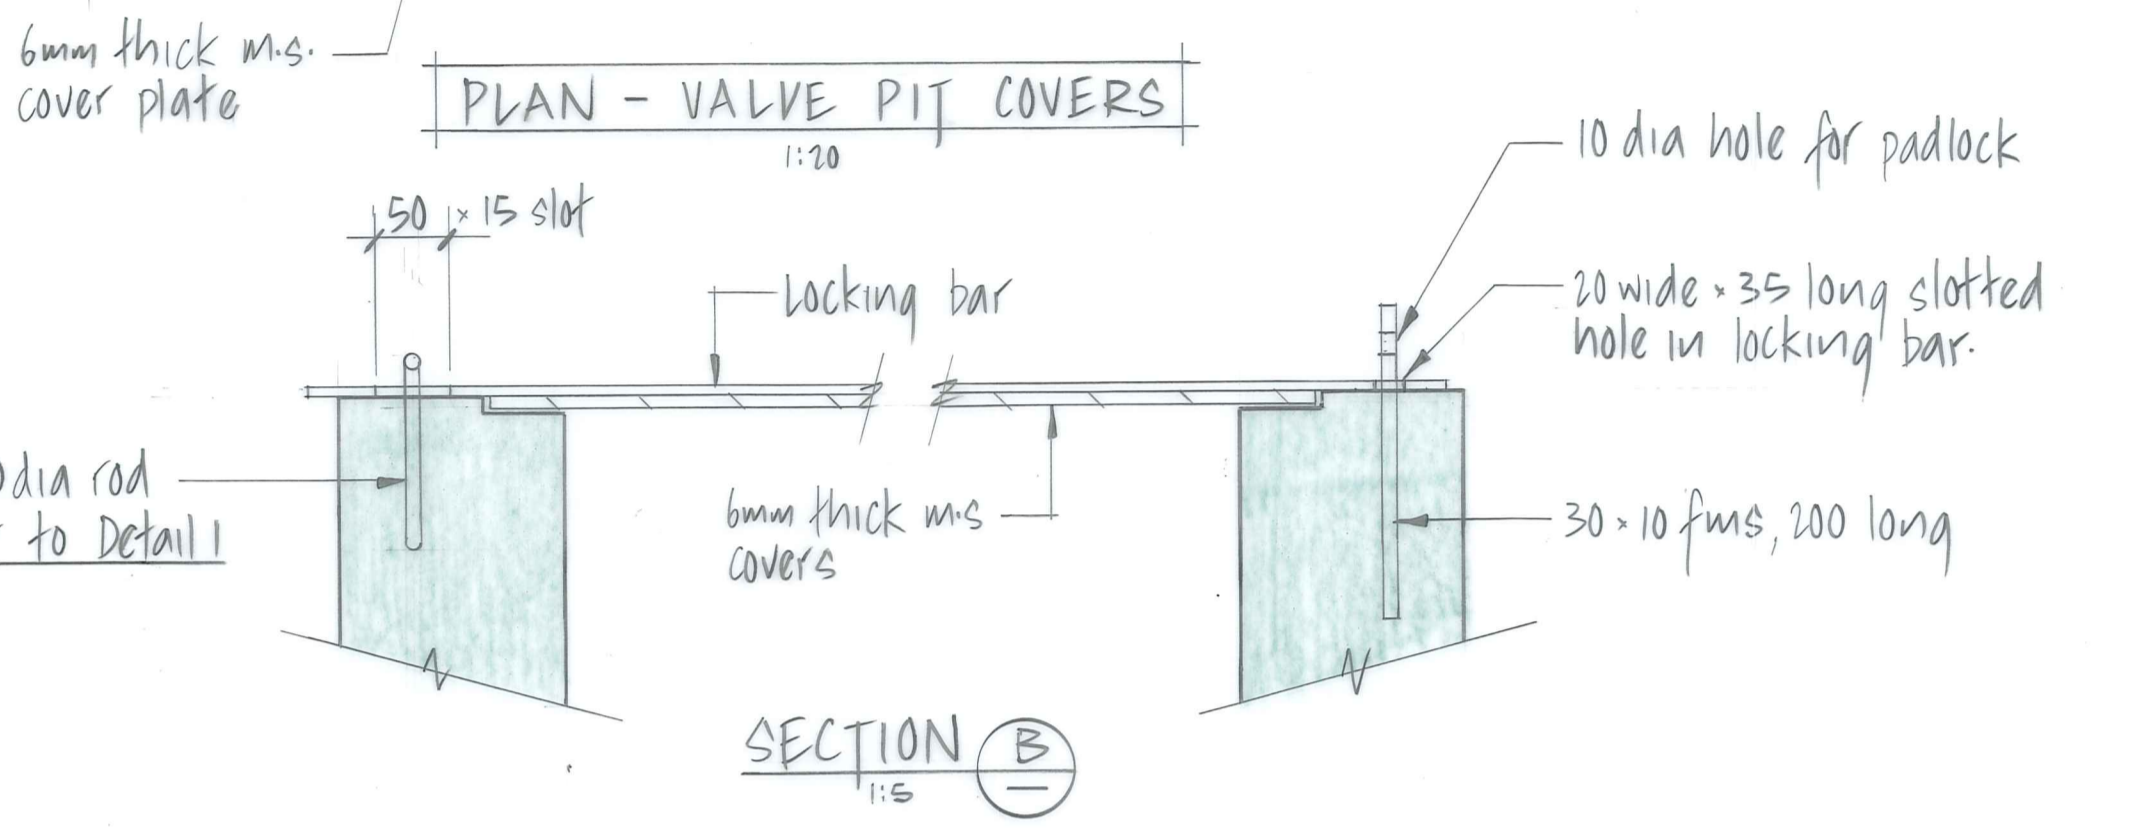 6mm thick m.s.
cover plate
PLAN - VALVE PIT COVERS
1:20
50 × 15 slot
Locking bar
10 dia hole for padlock
20 wide × 35 long slotted
hole in locking bar.
dia rod
to Detail 1
6mm thick m.s
covers
30 × 10 fms, 200 long
SECTION B
1:5